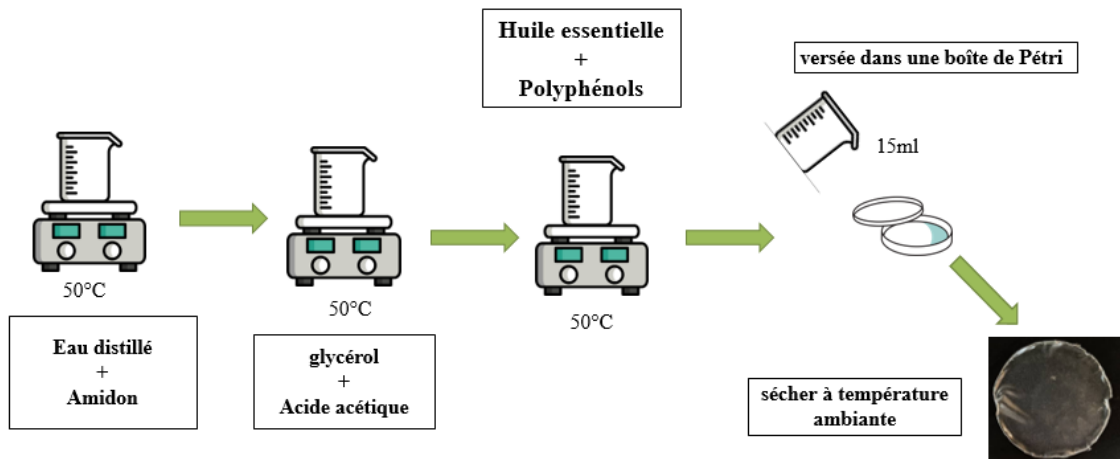 Huile essentielle
+
Polyphénols
versée dans une boîte de Pétri
15ml
50°C
50°C
50°C
Eau distillé
+
Amidon
glycérol
+
Acide acétique
sécher à température
ambiante